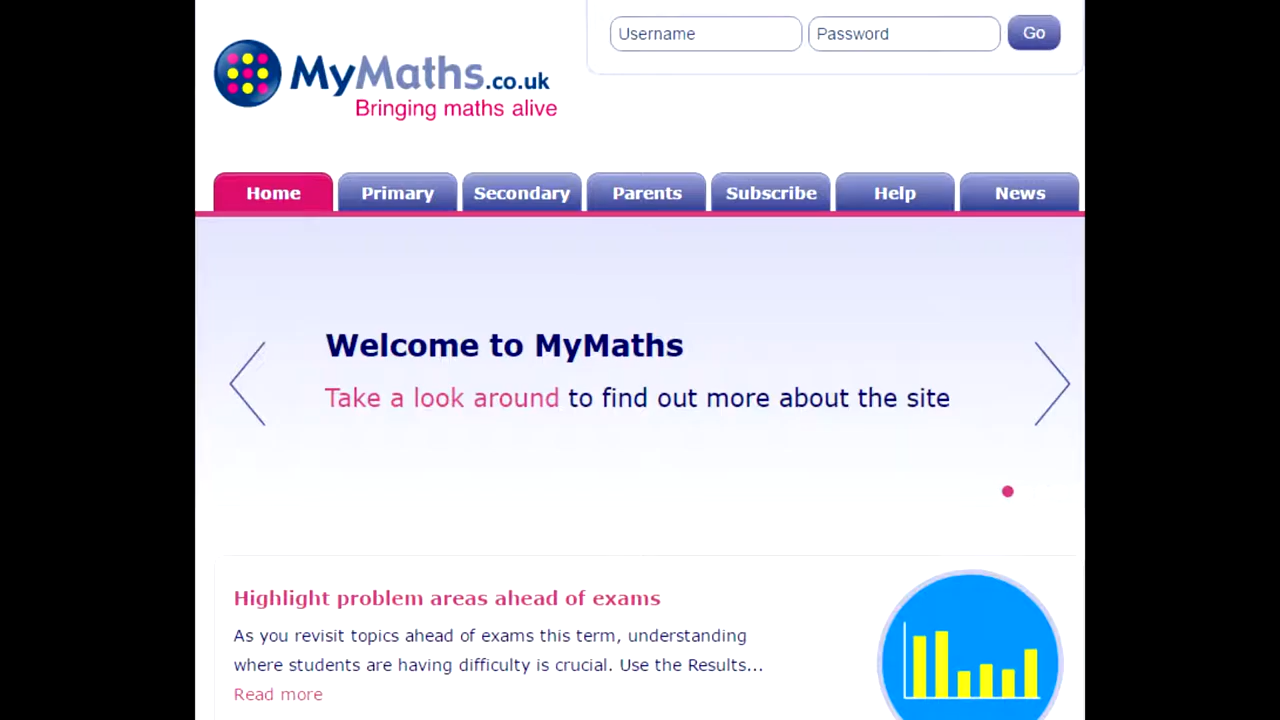 Username Password Go
MyMaths.co.uk
Bringing maths alive
Home Primary Secondary Parents Subscribe Help News
Welcome to MyMaths
Take a look around to find out more about the site
Highlight problem areas ahead of exams
As you revisit topics ahead of exams this term, understanding
where students are having difficulty is crucial. Use the Results...
Read more